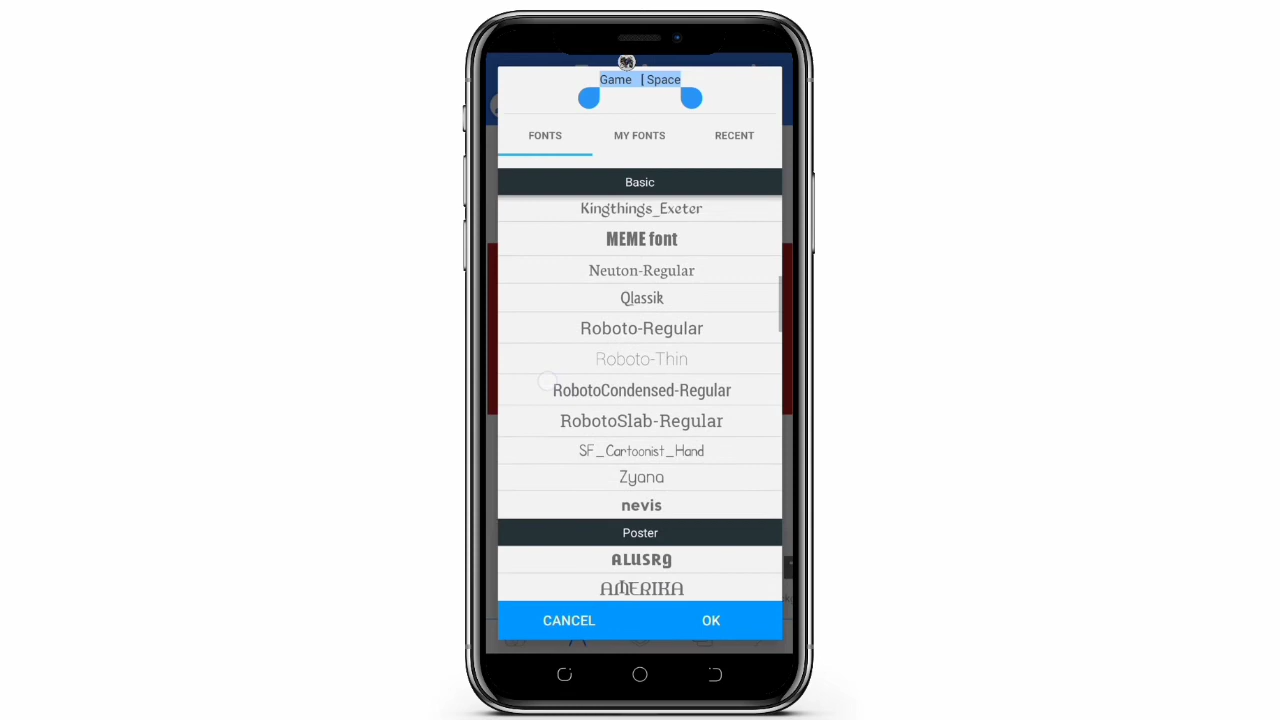 Game [ Space
FONTS MY FONTS RECENT
Basic
Kingthings_Exeter
MEME font
Neuton-Regular
Qlassik
Roboto-Regular
Roboto-Thin
RobotoCondensed-Regular
RobotoSlab-Regular
SF_Cartoonist_Hand
Zyana
nevis
Poster
ALUSRg
AMERIKA
CANCEL OK